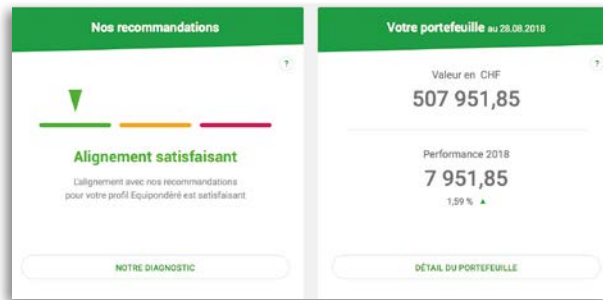 Nos recommandations
?
Alignement satisfaisant
L'alignement avec nos recommandations
pour votre profil Equipondéré est satisfaisant
NOTRE DIAGNOSTIC
Votre portefeuille au 28.08.2018
?
Valeur en CHF
507 951,85
Performance 2018
7 951,85
1,59 % ▲
DÉTAIL DU PORTEFEUILLE